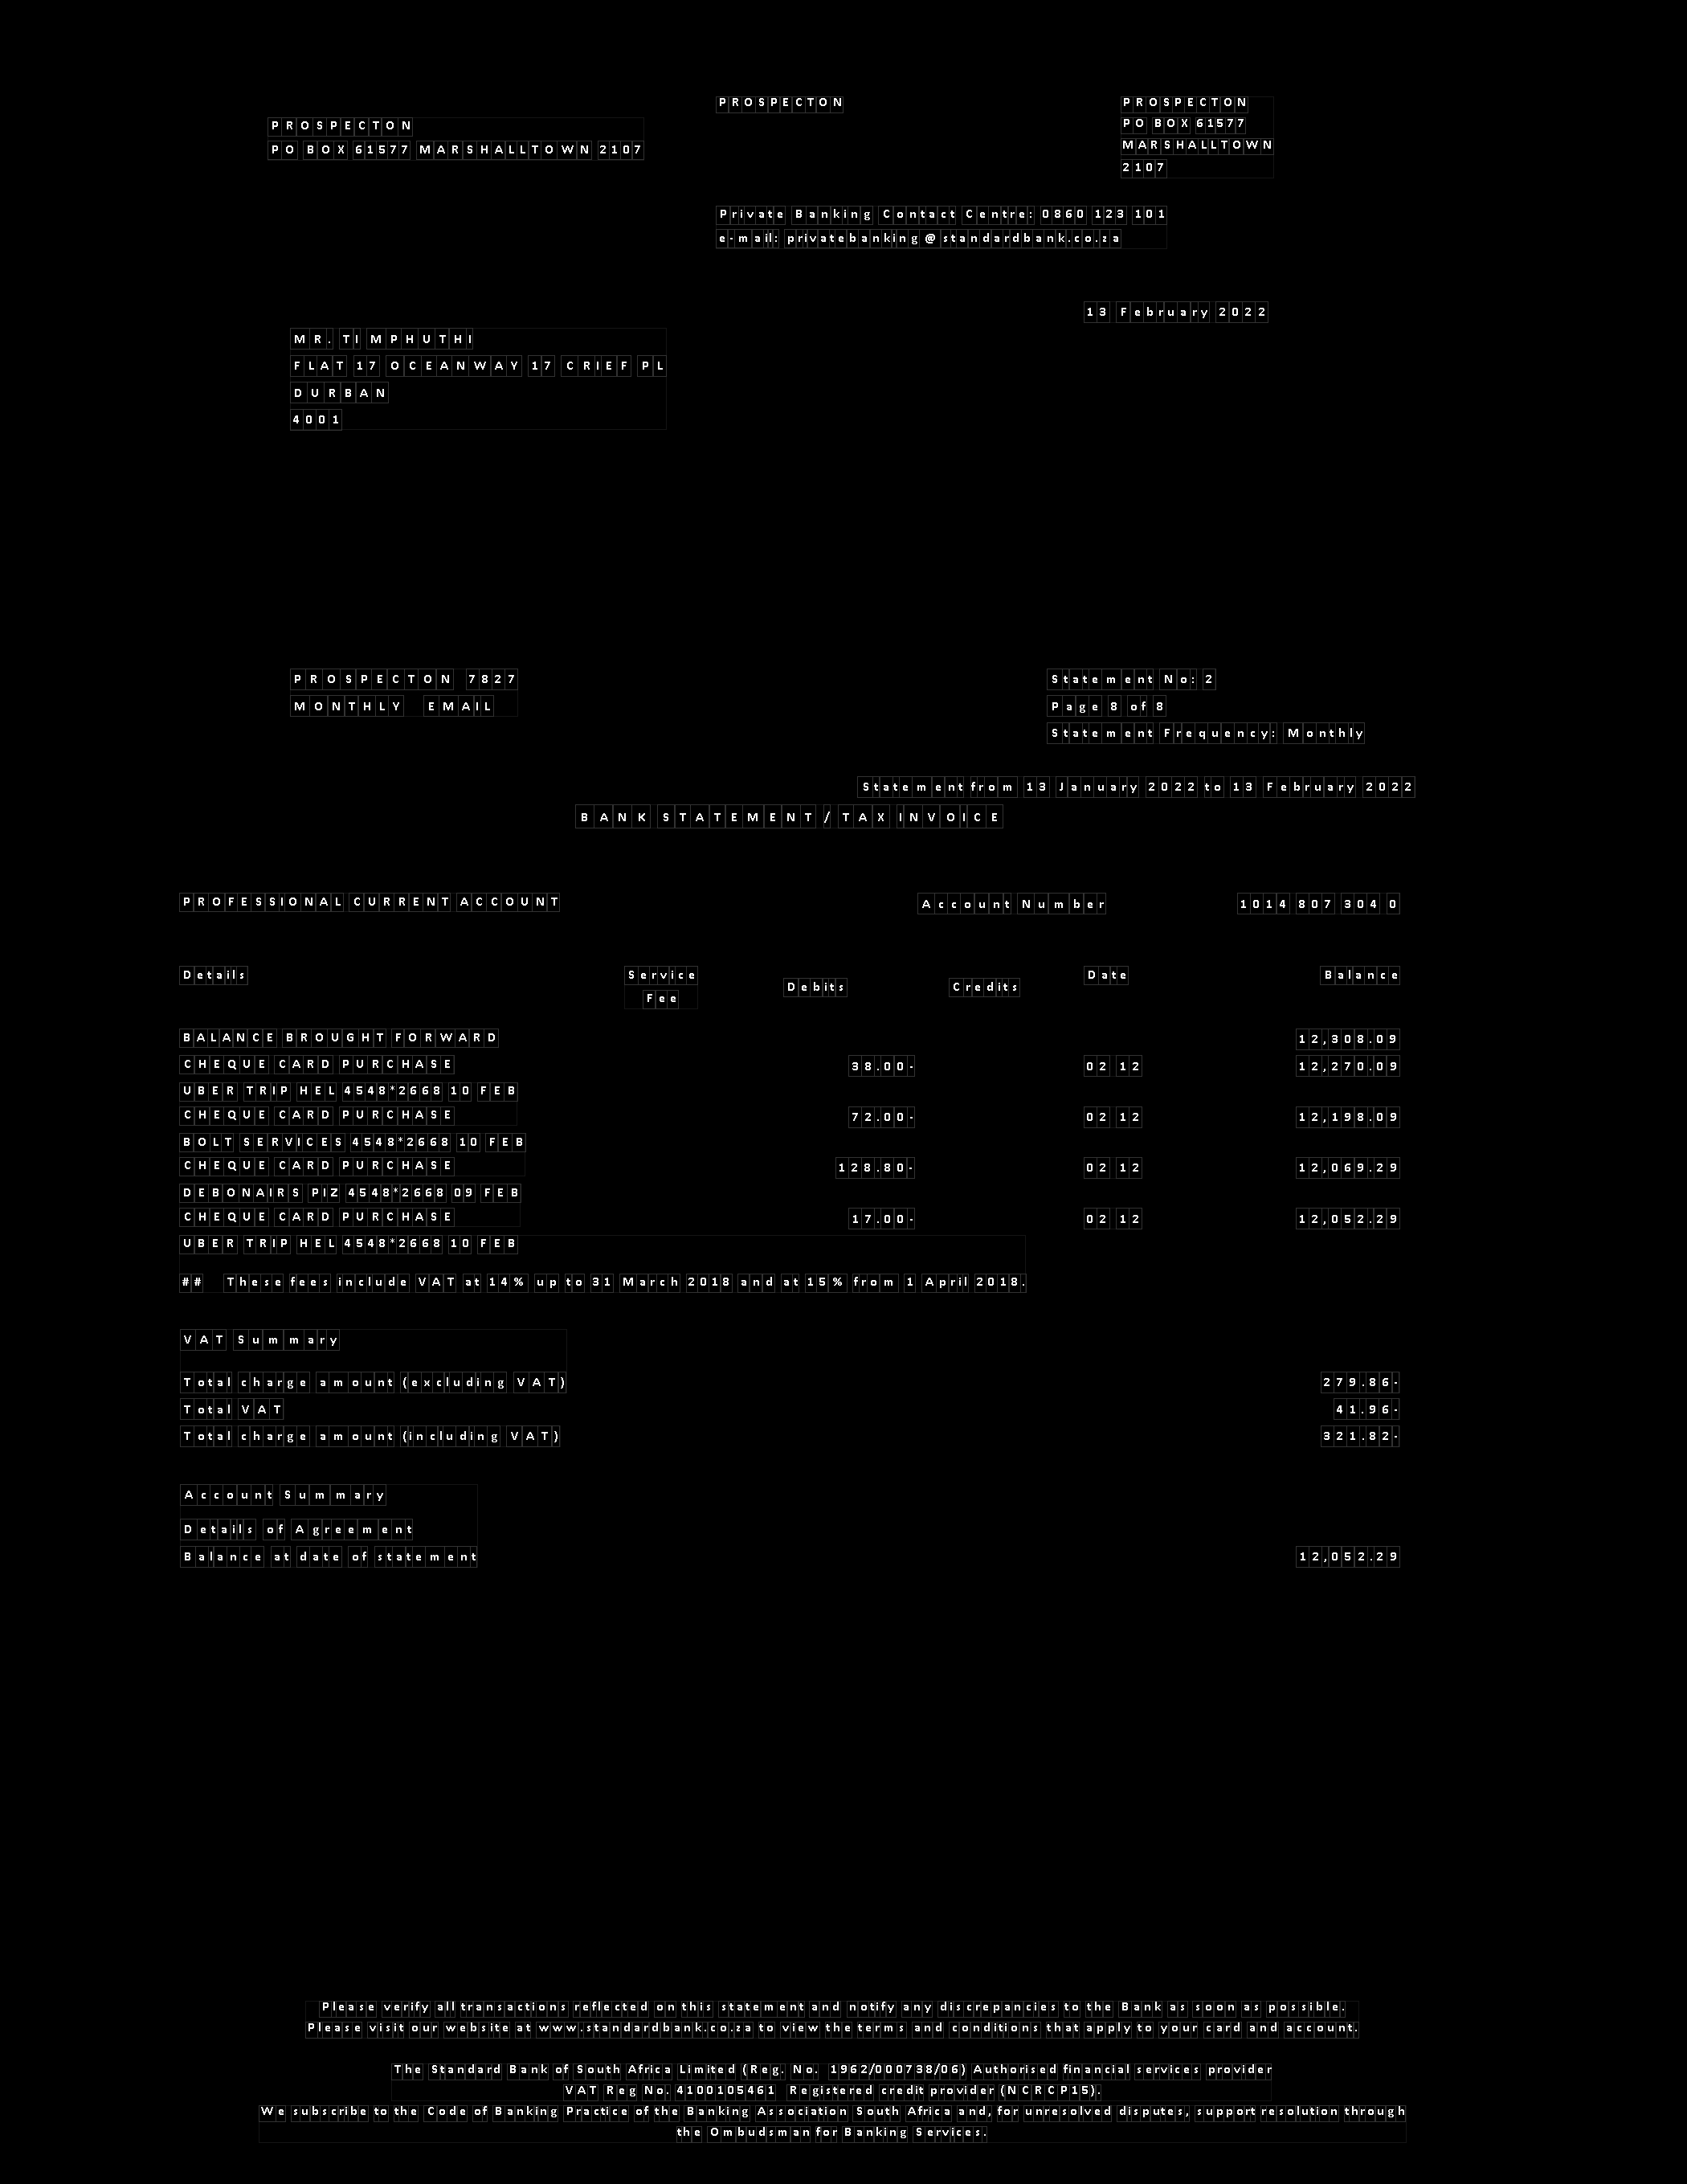 PROSPECTON
PROSPECTON
PO BOX 61577 MARSHALLTOWN 2107
PROSPECTON
PO BOX 61577
MARSHALLTOWN
2107
Private Banking Contact Centre: 0860 123 101
e-mail: privatebanking@standardbank.co.za
13 February 2022
MR. TI MPHUTHI
FLAT 17 OCEANWAY 17 CRIEF PL
DURBAN
4001
PROSPECTON 7827
MONTHLY EMAIL
Statement No: 2
Page 8 of 8
Statement Frequency: Monthly
Statement from 13 January 2022 to 13 February 2022
BANK STATEMENT / TAX INVOICE
PROFESSIONAL CURRENT ACCOUNT Account Number 1014 807 304 0
Details Service Fee Debits Credits Date Balance
BALANCE BROUGHT FORWARD 12,308.09
CHEQUE CARD PURCHASE 38.00- 02 12 12,270.09
UBER TRIP HEL 4548*2668 10 FEB
CHEQUE CARD PURCHASE 72.00- 02 12 12,198.09
BOLT SERVICES 4548*2668 10 FEB
CHEQUE CARD PURCHASE 128.80- 02 12 12,069.29
DEBONAIRS PIZ 4548*2668 09 FEB
CHEQUE CARD PURCHASE 17.00- 02 12 12,052.29
UBER TRIP HEL 4548*2668 10 FEB
## These fees include VAT at 14% up to 31 March 2018 and at 15% from 1 April 2018.
VAT Summary
Total charge amount (excluding VAT) 279.86-
Total VAT 41.96-
Total charge amount (including VAT) 321.82-
Account Summary
Details of Agreement
Balance at date of statement 12,052.29
Please verify all transactions reflected on this statement and notify any discrepancies to the Bank as soon as possible.
Please visit our website at www.standardbank.co.za to view the terms and conditions that apply to your card and account.
The Standard Bank of South Africa Limited (Reg. No. 1962/000738/06) Authorised financial services provider
VAT Reg No. 4100105461 Registered credit provider (NCRCP15).
We subscribe to the Code of Banking Practice of the Banking Association South Africa and, for unresolved disputes, support resolution through
the Ombudsman for Banking Services.